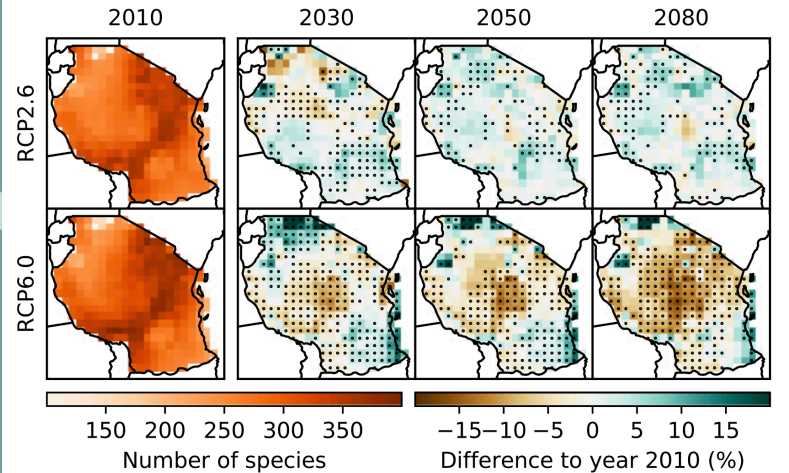 2010 2030 2050 2080
RCP2.6
RCP6.0
150 200 250 300 350 −15 −10 −5 0 5 10 15
Number of species Difference to year 2010 (%)